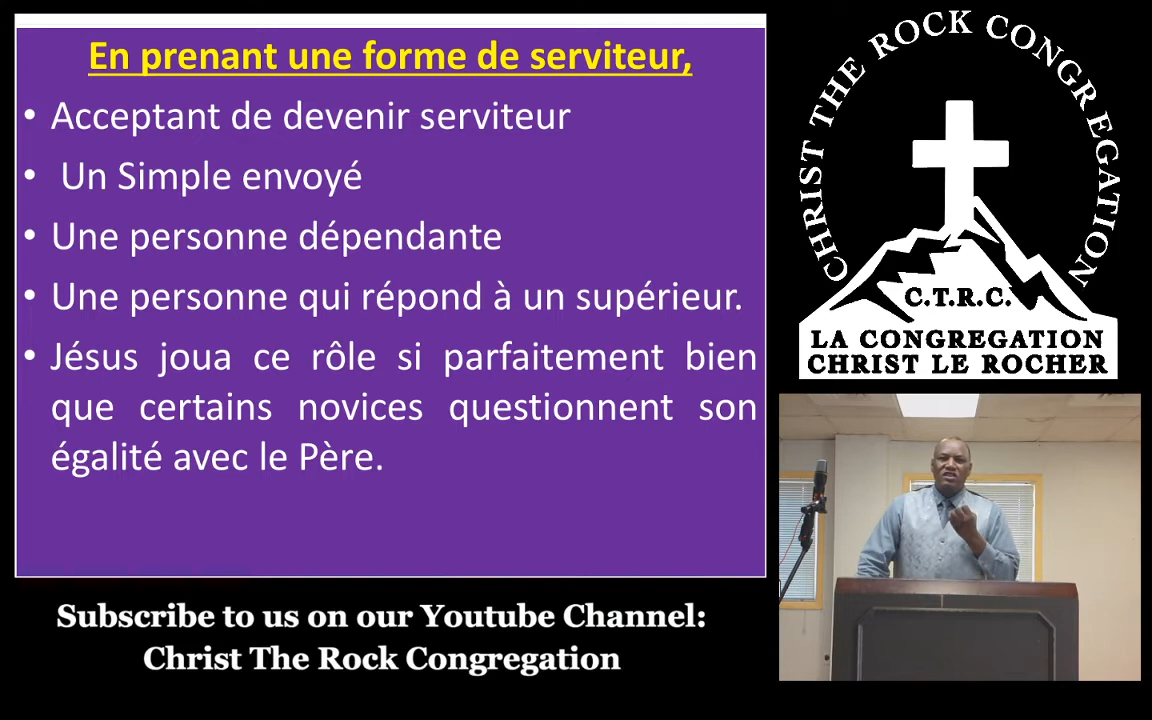 En prenant une forme de serviteur,
• Acceptant de devenir serviteur
• Un Simple envoyé
• Une personne dépendante
• Une personne qui répond à un supérieur.
• Jésus joua ce rôle si parfaitement bien
que certains novices questionnent son
égalité avec le Père.
CHRIST THE ROCK CONGREGATION
C.T.R.C.
LA CONGREGATION
CHRIST LE ROCHER
Subscribe to us on our Youtube Channel:
Christ The Rock Congregation